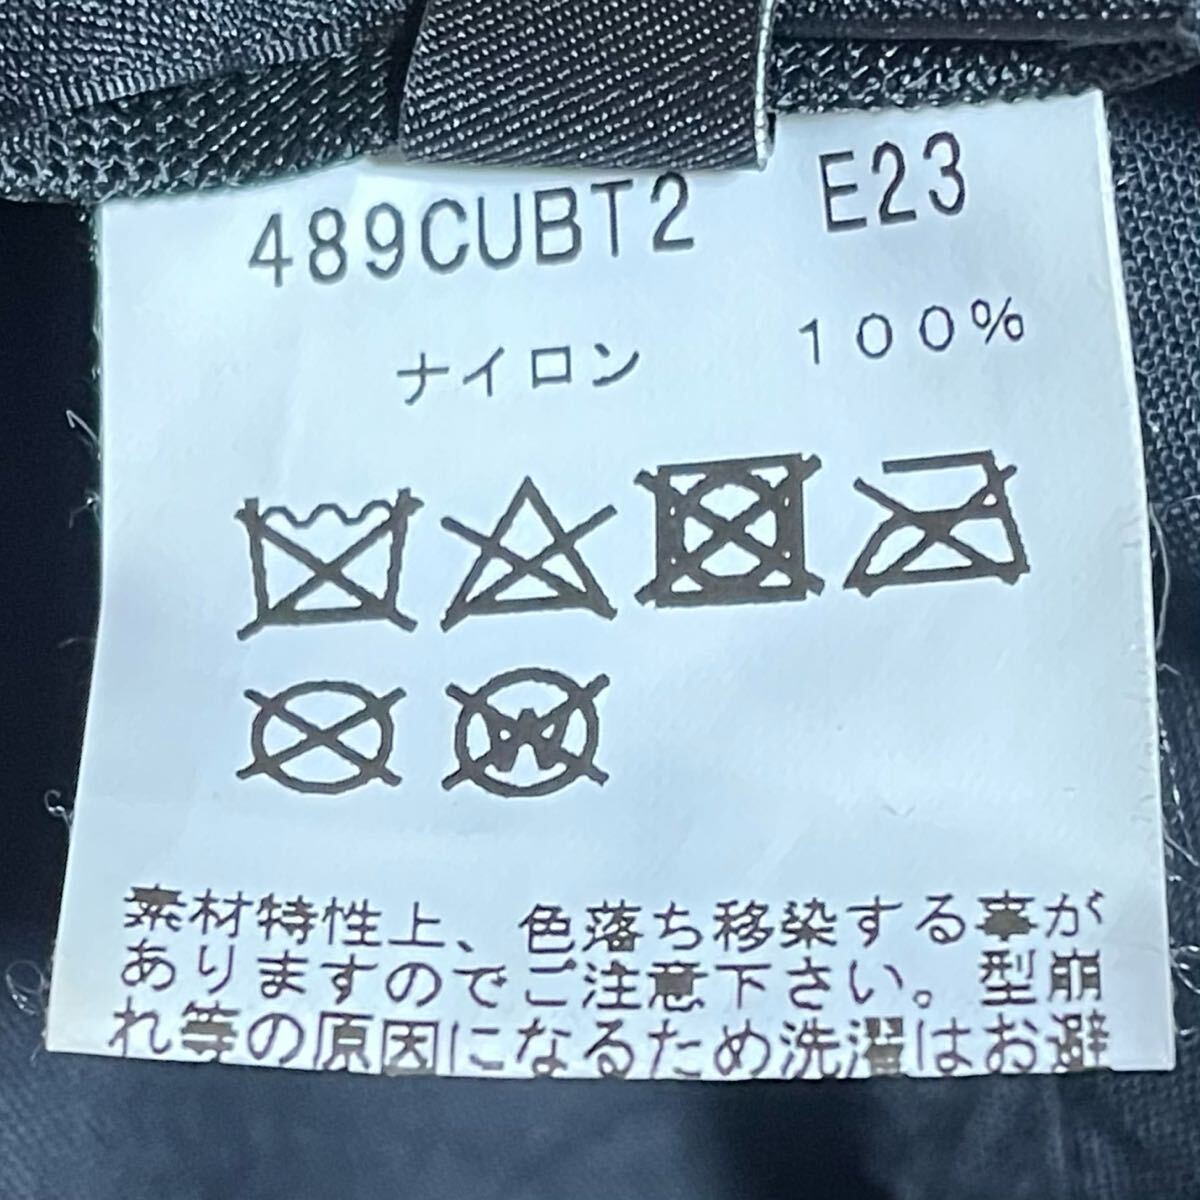 489CUBT2 E23
ナイロン １００％
W
素材特性上、色落ち移染する事が
ありますのでご注意下さい。型崩
れ等の原因になるため洗濯はお避